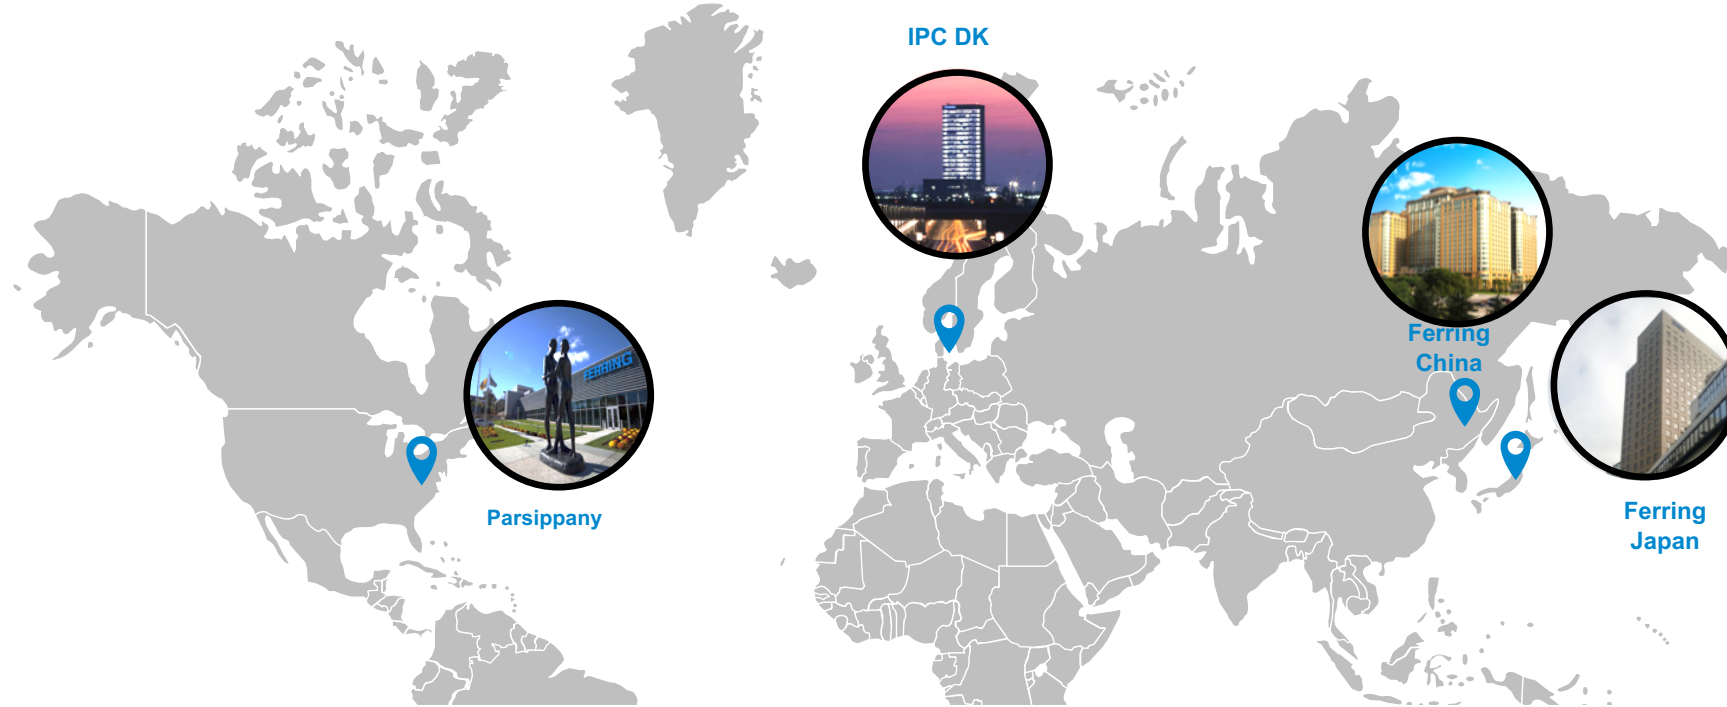 IPC DK
FERRING
Ferring
China
Parsippany
Ferring
Japan